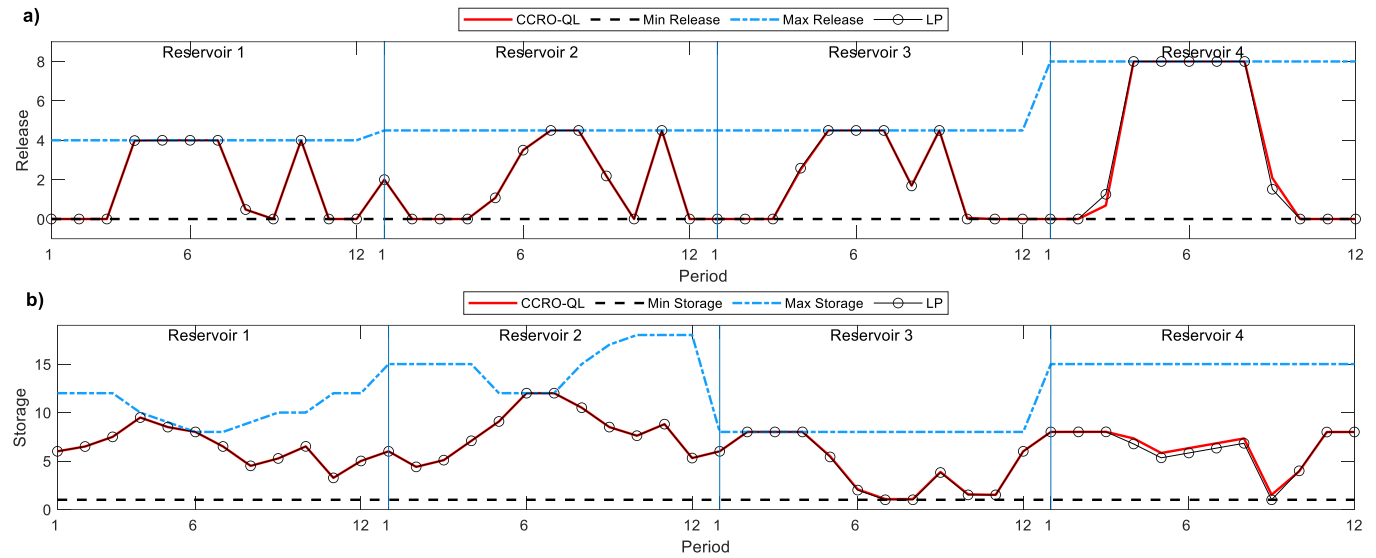 a)
CCRO-QL Min Release Max Release LP
Reservoir 1 Reservoir 2 Reservoir 3 Reservoir 4
8
6
4
2
0
Release
1 6 12 1 6 12 1 6 12 1 6 12
Period
b)
CCRO-QL Min Storage Max Storage LP
Reservoir 1 Reservoir 2 Reservoir 3 Reservoir 4
15
10
5
0
Storage
1 6 12 1 6 12 1 6 12 1 6 12
Period